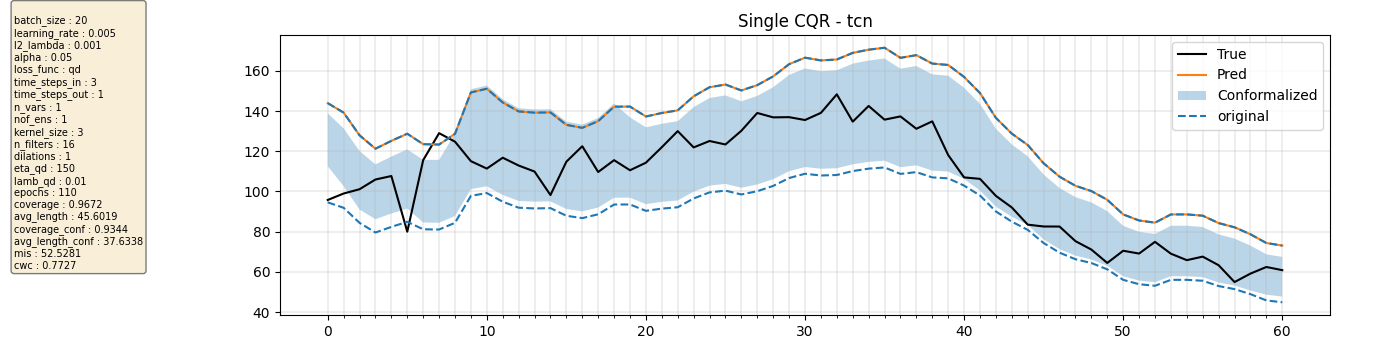 batch_size : 20
learning_rate : 0.005
l2_lambda : 0.001
alpha : 0.05
loss_func : qd
time_steps_in : 3
time_steps_out : 1
n_vars : 1
nof_ens : 1
kernel_size : 3
n_filters : 16
dilations : 1
eta_qd : 150
lamb_qd : 0.01
epochs : 110
coverage : 0.9672
avg_length : 45.6019
coverage_conf : 0.9344
avg_length_conf : 37.6338
mis : 52.5281
cwc : 0.7727
Single CQR - tcn
True
Pred
Conformalized
original
160
140
120
100
80
60
40
0 10 20 30 40 50 60